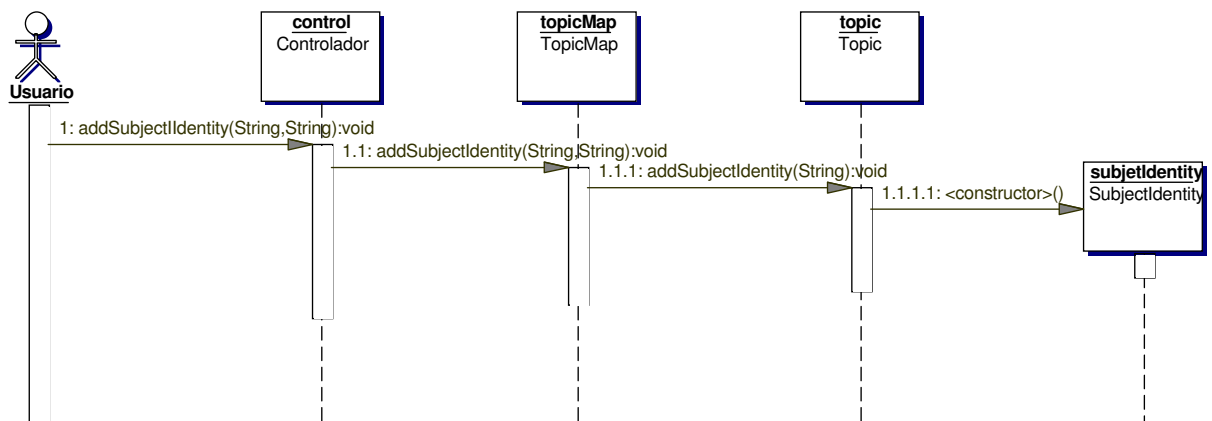 control
Controlador
topicMap
TopicMap
topic
Topic
Usuario
1: addSubjectIIdentity(String,String):void
1.1: addSubjectIdentity(String,String):void
1.1.1: addSubjectIdentity(String):void
1.1.1.1: <constructor>()
subjetIdentity
SubjectIdentity